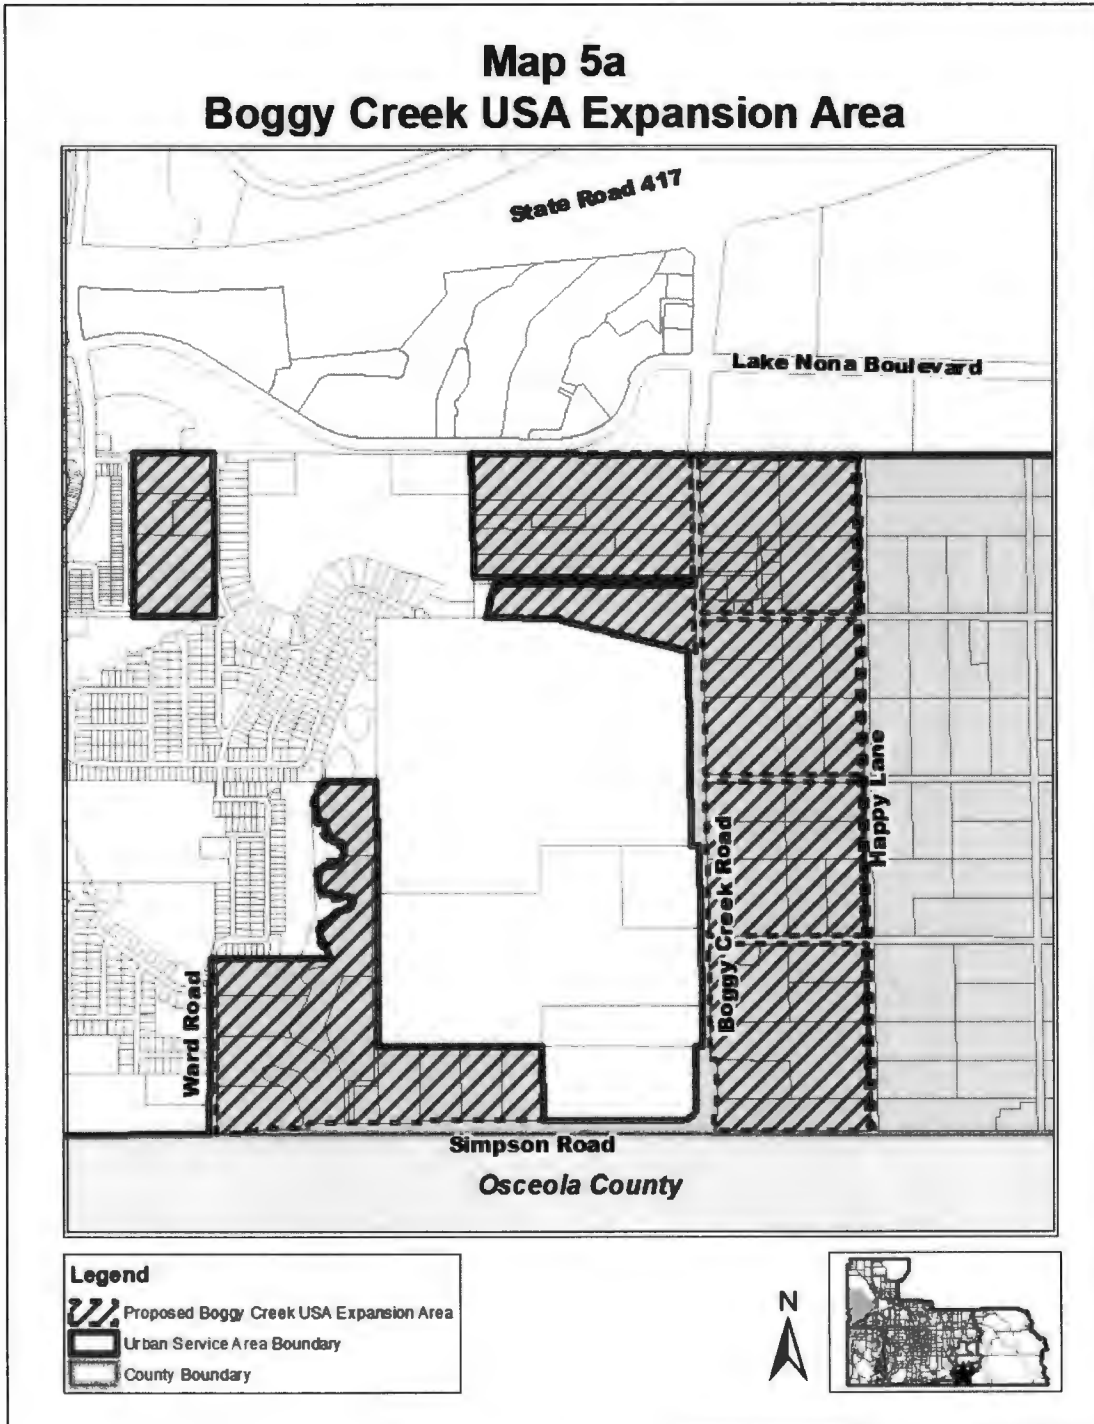 Map 5a
Boggy Creek USA Expansion Area
State Road 417
Lake Nona Boulevard
Happy Lane
Boggy Creek Road
Ward Road
Simpson Road
Osceola County
Legend
Proposed Boggy Creek USA Expansion Area
Urban Service Area Boundary
County Boundary
N